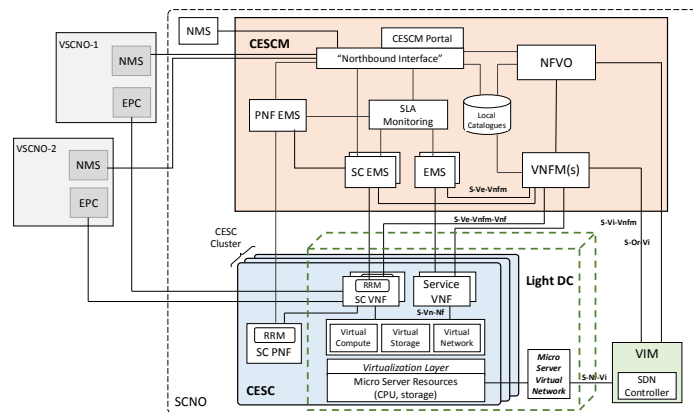 VSCNO-1
NMS
EPC
VSCNO-2
NMS
EPC
NMS
CESCM
CESCM Portal
“Northbound Interface”
NFVO
PNF EMS
SLA
Monitoring
Local
Catalogues
SC EMS
EMS
VNFM(s)
S-Ve-Vnfm
S-Ve-Vnfm-Vnf
S-Vi-Vnfm
S-Or-Vi
CESC
Cluster
Light DC
RRM
SC VNF
Service
VNF
S-Vn-Nf
Virtual
Compute
Virtual
Storage
Virtual
Network
RRM
SC PNF
Virtualization Layer
Micro Server Resources
(CPU, storage)
Micro
Server
Virtual
Network
S-Nf-Vi
VIM
SDN
Controller
CESC
SCNO